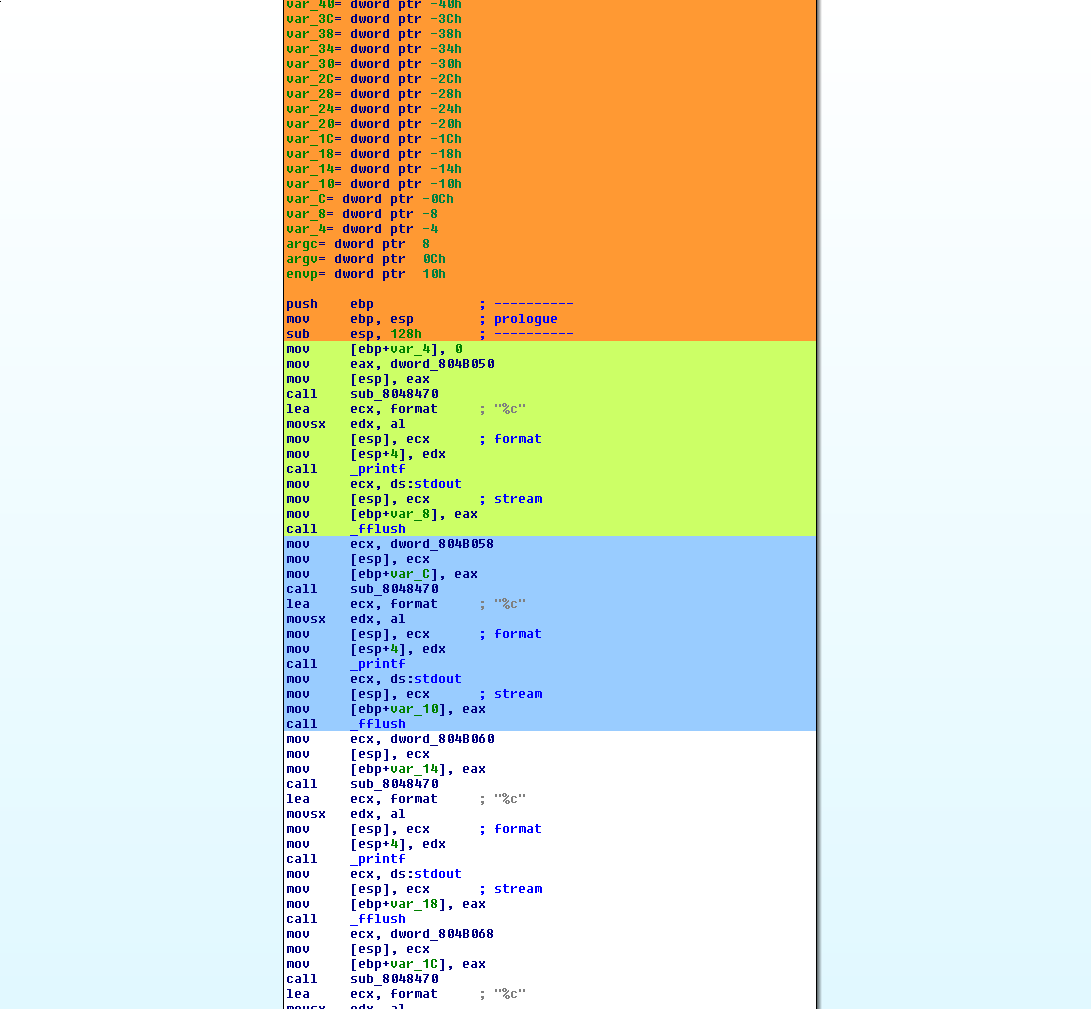 var_40= dword ptr -40h
var_3C= dword ptr -3Ch
var_38= dword ptr -38h
var_34= dword ptr -34h
var_30= dword ptr -30h
var_2C= dword ptr -2Ch
var_28= dword ptr -28h
var_24= dword ptr -24h
var_20= dword ptr -20h
var_1C= dword ptr -1Ch
var_18= dword ptr -18h
var_14= dword ptr -14h
var_10= dword ptr -10h
var_C= dword ptr -0Ch
var_8= dword ptr -8
var_4= dword ptr -4
argc= dword ptr  8
argv= dword ptr  0Ch
envp= dword ptr  10h
push    ebp             ; ----------
mov     ebp, esp        ; prologue
sub     esp, 128h       ; ----------
mov     [ebp+var_4], 0
mov     eax, dword_804B050
mov     [esp], eax
call    sub_8048470
lea     ecx, format     ; "%c"
movsx   edx, al
mov     [esp], ecx      ; format
mov     [esp+4], edx
call    _printf
mov     ecx, ds:stdout
mov     [esp], ecx      ; stream
mov     [ebp+var_8], eax
call    _fflush
mov     ecx, dword_804B058
mov     [esp], ecx
mov     [ebp+var_C], eax
call    sub_8048470
lea     ecx, format     ; "%c"
movsx   edx, al
mov     [esp], ecx      ; format
mov     [esp+4], edx
call    _printf
mov     ecx, ds:stdout
mov     [esp], ecx      ; stream
mov     [ebp+var_10], eax
call    _fflush
mov     ecx, dword_804B060
mov     [esp], ecx
mov     [ebp+var_14], eax
call    sub_8048470
lea     ecx, format     ; "%c"
movsx   edx, al
mov     [esp], ecx      ; format
mov     [esp+4], edx
call    _printf
mov     ecx, ds:stdout
mov     [esp], ecx      ; stream
mov     [ebp+var_18], eax
call    _fflush
mov     ecx, dword_804B068
mov     [esp], ecx
mov     [ebp+var_1C], eax
call    sub_8048470
lea     ecx, format     ; "%c"
movsx   edx, al